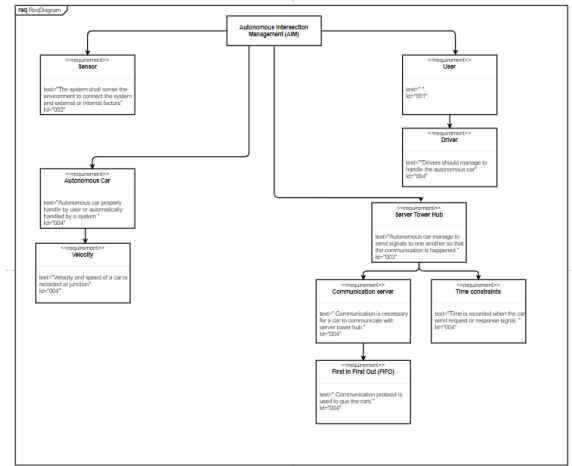 req ReqDiagram
Autonomous Intersection
Management (AIM)
<<requirement>>
Sensor
text="The system shall sense the
environment to connect the system
and external or internal factors"
Id="002"
<<requirement>>
User
text=" "
Id="001"
<<requirement>>
Driver
text=""Drivers should manage to
handle the autonomous car"
Id="004"
<<requirement>>
Autonomous Car
text="Autonomous car properly
handle by user or automatically
handled by a system "
Id="004"
<<requirement>>
Velocity
text="Velocity and speed of a car is
recorded at junction"
Id="004"
<<requirement>>
Server Tower Hub
text="Autonomous car manage to
send signals to one another so that
the communication is happened "
Id="003"
<<requirement>>
Communication server
text=" Communication is necessary
for a car to communicate with
server tower hub."
Id="004"
<<requirement>>
Time constraints
text="Time is recorded when the car
send request or response signal. "
Id="004"
<<requirement>>
First In First Out (FIFO)
text=" Communication protocol is
used to que the cars."
Id="004"